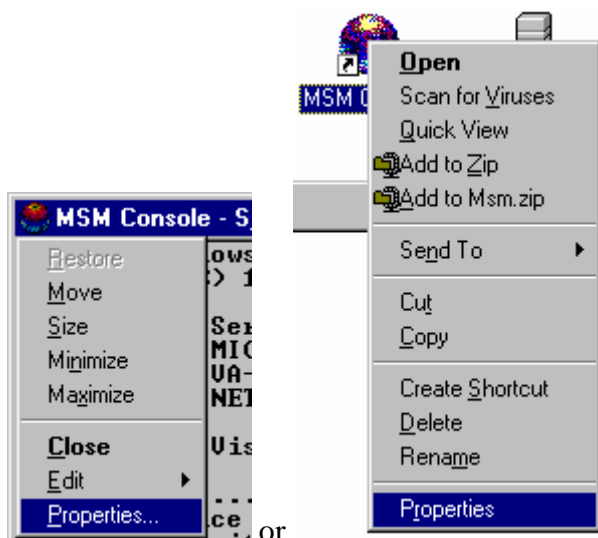 MSM Console - S
Restore
Move
Size
Minimize
Maximize
Close
Edit
Properties...
ows
Ser
MIC
VA-
NET
Vis
....
ce
or
MSM
Open
Scan for Viruses
Quick View
Add to Zip
Add to Msm.zip
Send To
Cut
Copy
Create Shortcut
Delete
Rename
Properties